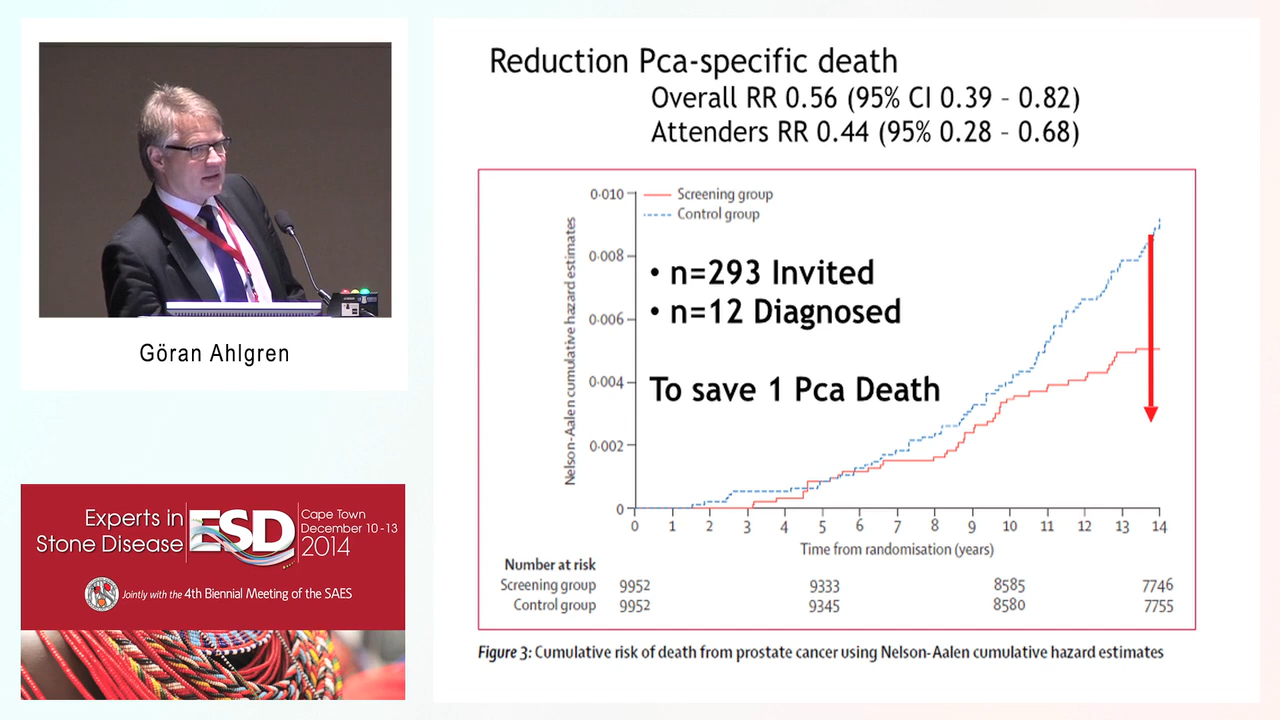 Göran Ahlgren
Experts in
Stone Disease
ESD
Cape Town
December 10-13
2014
Jointly with the 4th Biennial Meeting of the SAES
Reduction Pca-specific death
Overall RR 0.56 (95% CI 0.39 – 0.82)
Attenders RR 0.44 (95% 0.28 – 0.68)
Nelson-Aalen cumulative hazard estimates
0·010
0·008
0·006
0·004
0·002
0
Screening group
Control group
• n=293 Invited
• n=12 Diagnosed
To save 1 Pca Death
0 1 2 3 4 5 6 7 8 9 10 11 12 13 14
Time from randomisation (years)
Number at risk
Screening group 9952 9333 8585 7746
Control group 9952 9345 8580 7755
Figure 3: Cumulative risk of death from prostate cancer using Nelson-Aalen cumulative hazard estimates